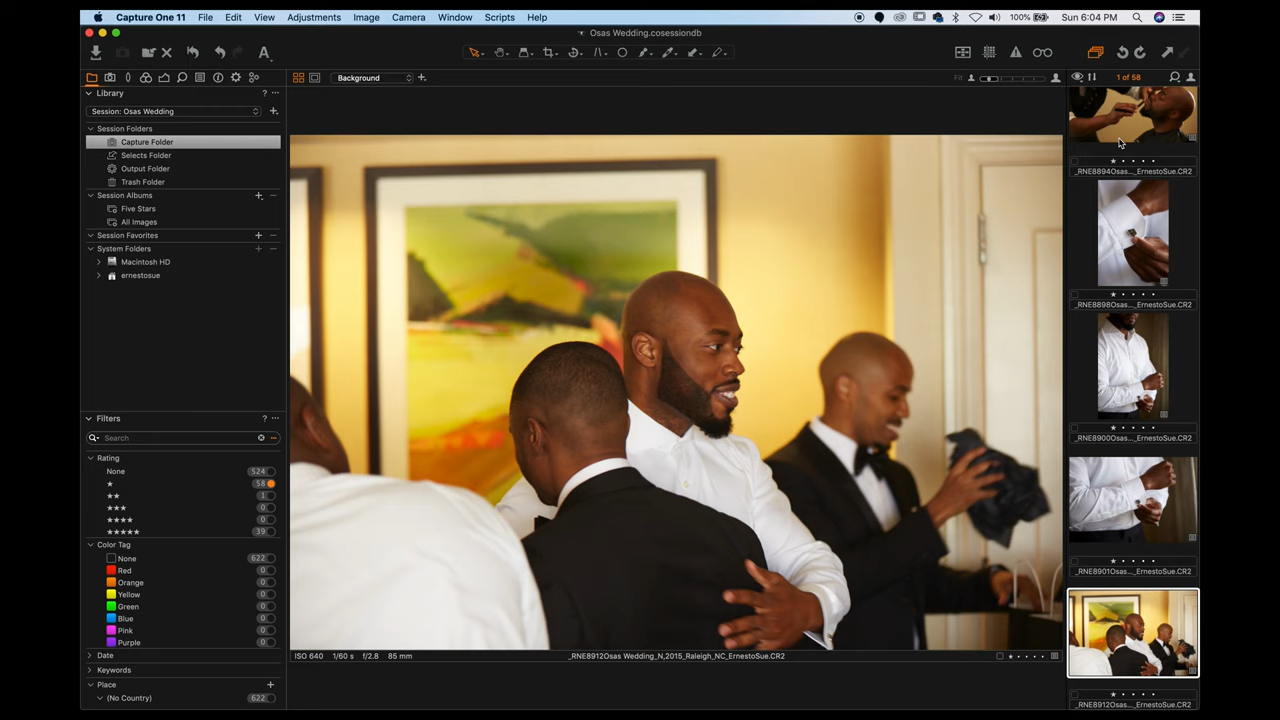 Capture One 11 File Edit View Adjustments Image Camera Window Scripts Help 100% Sun 6:04 PM
Osas Wedding.cosessiondb
Background
Fit
1 of 58
Library
Session: Osas Wedding
Session Folders
Capture Folder
Selects Folder
Output Folder
Trash Folder
Session Albums
Five Stars
All Images
Session Favorites
System Folders
Macintosh HD
ernestosue
Filters
Search
Rating
None 524
★ 58
★★ 1
★★★ 0
★★★★ 0
★★★★★ 39
Color Tag
None 622
Red 0
Orange 0
Yellow 0
Green 0
Blue 0
Pink 0
Purple 0
Date
Keywords
Place
(No Country) 622
ISO 640 1/60 s f/2.8 85 mm
_RNE8912Osas Wedding_N,2015_Raleigh_NC_ErnestoSue.CR2
_RNE8894Osas..._ErnestoSue.CR2
_RNE8898Osas..._ErnestoSue.CR2
_RNE8900Osas..._ErnestoSue.CR2
_RNE8901Osas..._ErnestoSue.CR2
_RNE8912Osas..._ErnestoSue.CR2